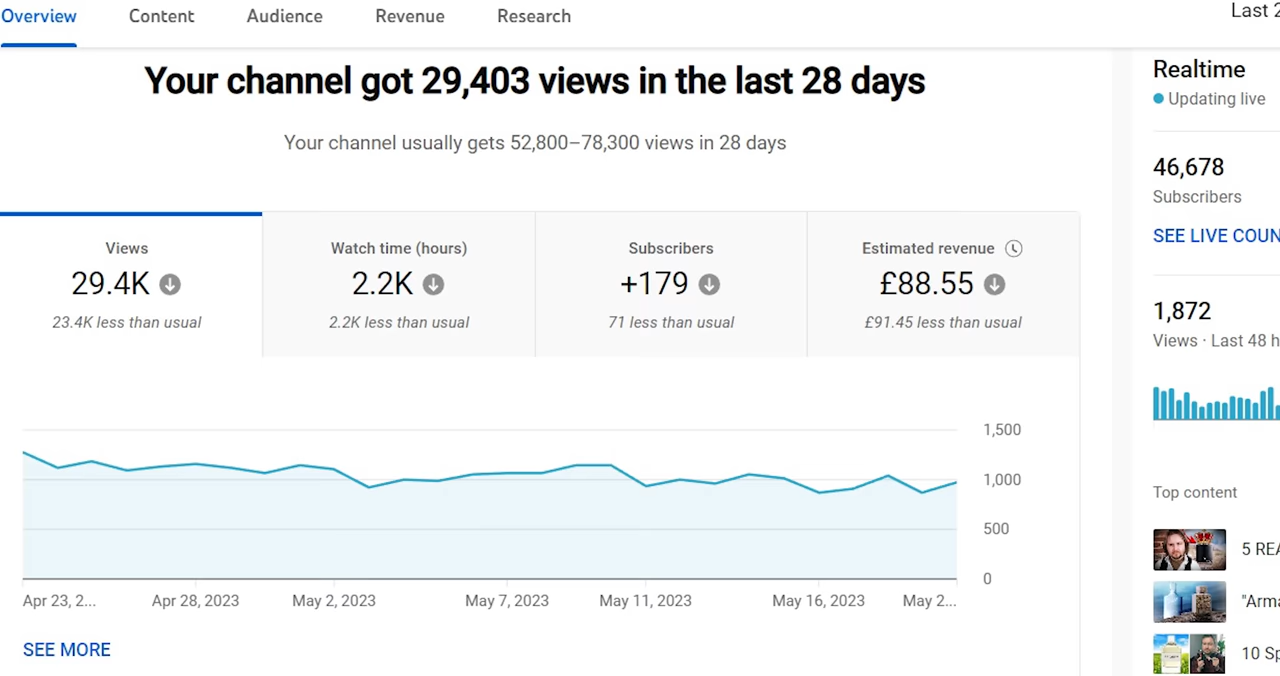 Overview Content Audience Revenue Research
Last 2
Your channel got 29,403 views in the last 28 days
Your channel usually gets 52,800–78,300 views in 28 days
Views
29.4K
23.4K less than usual
Watch time (hours)
2.2K
2.2K less than usual
Subscribers
+179
71 less than usual
Estimated revenue
£88.55
£91.45 less than usual
1,500
1,000
500
0
Apr 23, 2... Apr 28, 2023 May 2, 2023 May 7, 2023 May 11, 2023 May 16, 2023 May 2...
SEE MORE
Realtime
Updating live
46,678
Subscribers
SEE LIVE COUN
1,872
Views · Last 48 h
Top content
5 REA
"Arma
10 Sp